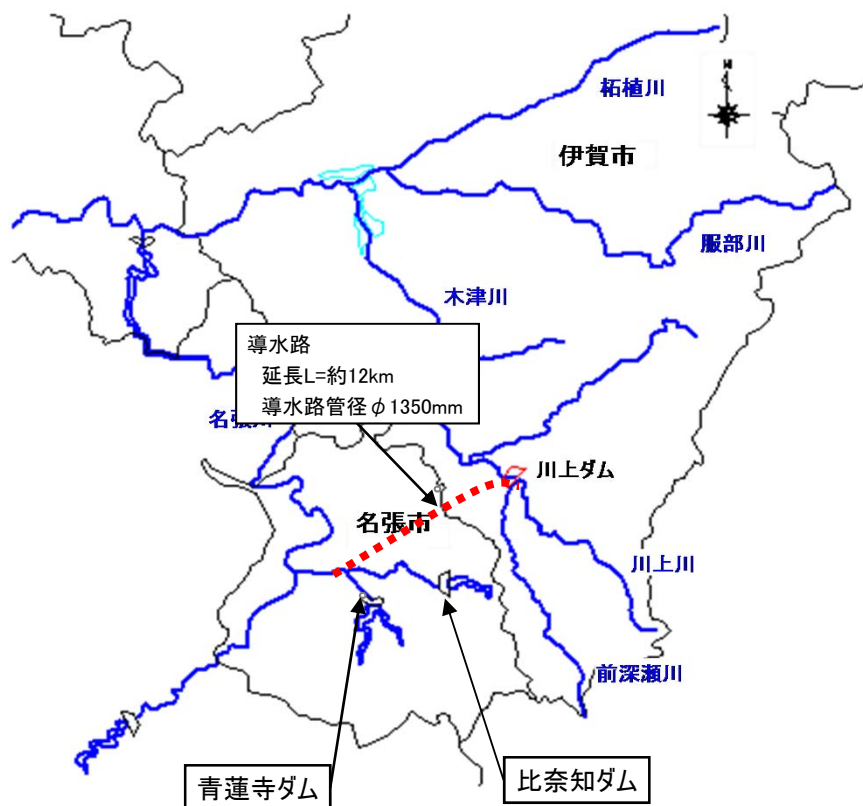 柘植川
N
伊賀市
服部川
木津川
導水路
延長L=約12km
導水路管径φ1350mm
名張川
川上ダム
名張市
川上川
前深瀬川
青蓮寺ダム
比奈知ダム